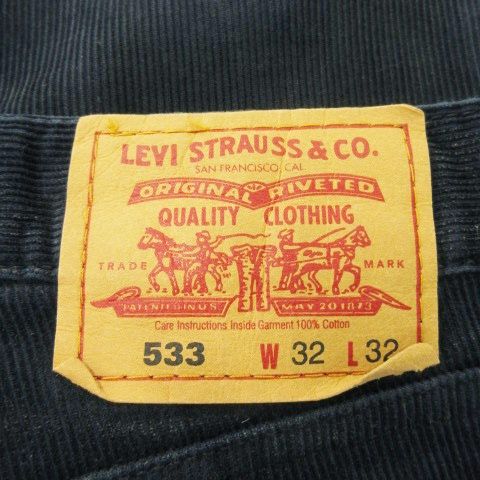 LEVI STRAUSS & CO.
SAN FRANCISCO, CAL.
ORIGINAL RIVETED
QUALITY CLOTHING
TRADE MARK
PATENTED IN U.S. MAY 20 1873
Care Instructions Inside Garment 100% Cotton
533 W 32 L 32